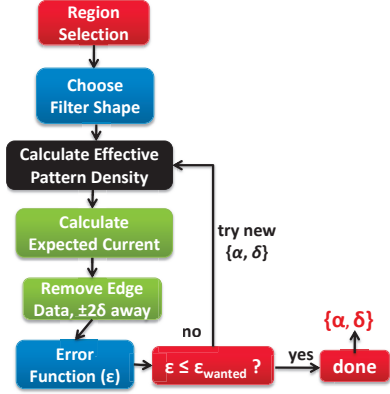 Region
Selection
Choose
Filter Shape
Calculate Effective
Pattern Density
Calculate
Expected Current
try new
{α, δ}
Remove Edge
Data, ±2δ away
no
Error
Function (ε)
ε ≤ εwanted ?
yes
{α, δ}
done